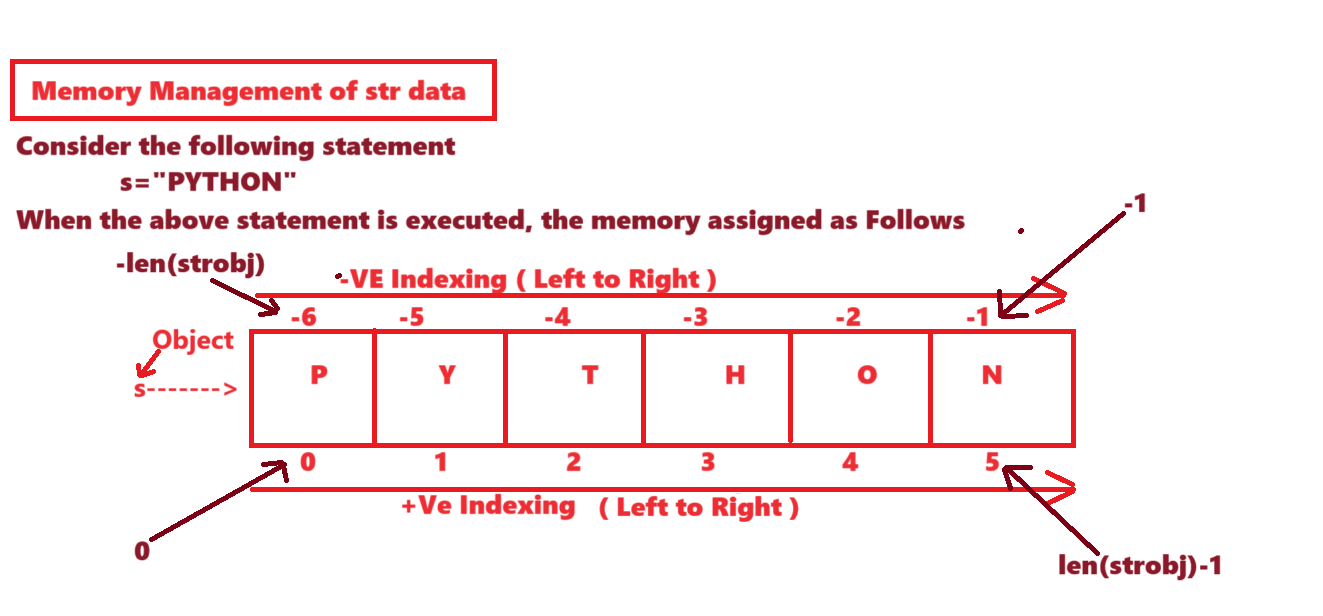 Memory Management of str data
Consider the following statement
s="PYTHON"
When the above statement is executed, the memory assigned as Follows
-1
-len(strobj)
-VE Indexing ( Left to Right )
-6 -5 -4 -3 -2 -1
Object
s------->
P Y T H O N
0 1 2 3 4 5
+Ve Indexing ( Left to Right )
0
len(strobj)-1